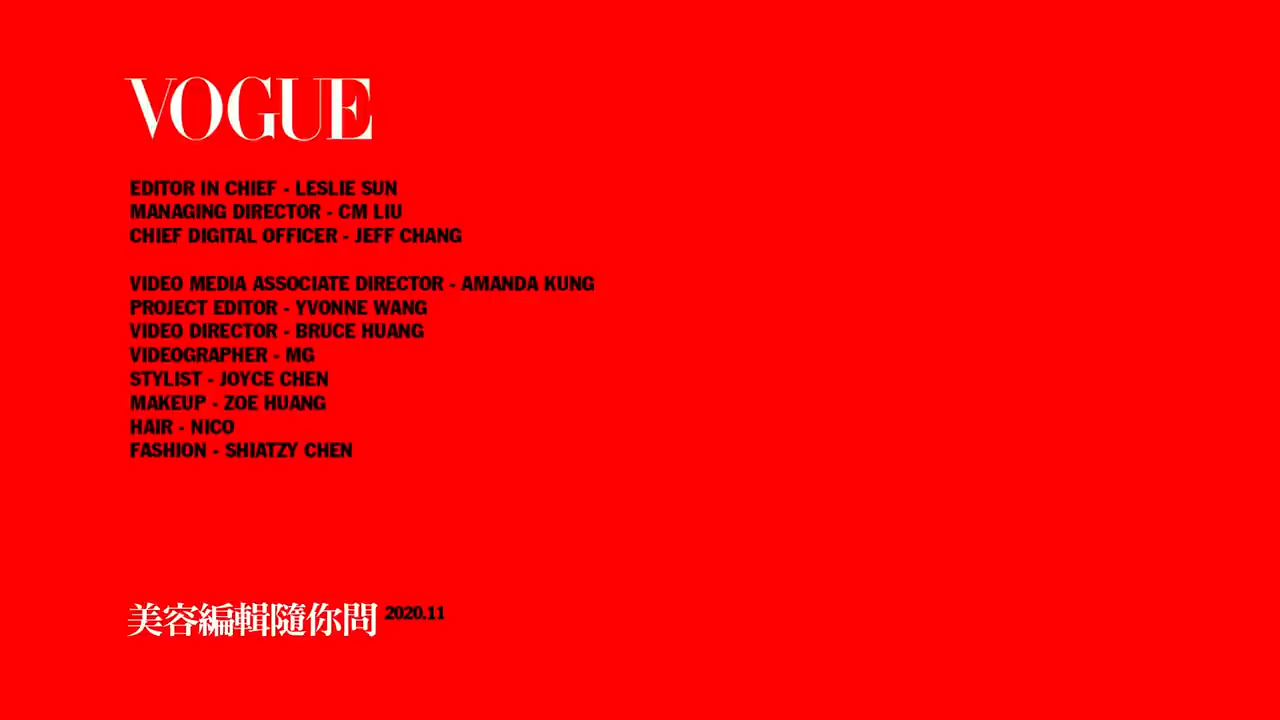 VOGUE
EDITOR IN CHIEF - LESLIE SUN
MANAGING DIRECTOR - CM LIU
CHIEF DIGITAL OFFICER - JEFF CHANG
VIDEO MEDIA ASSOCIATE DIRECTOR - AMANDA KUNG
PROJECT EDITOR - YVONNE WANG
VIDEO DIRECTOR - BRUCE HUANG
VIDEOGRAPHER - MG
STYLIST - JOYCE CHEN
MAKEUP - ZOE HUANG
HAIR - NICO
FASHION - SHIATZY CHEN
美容編輯隨你問 2020.11